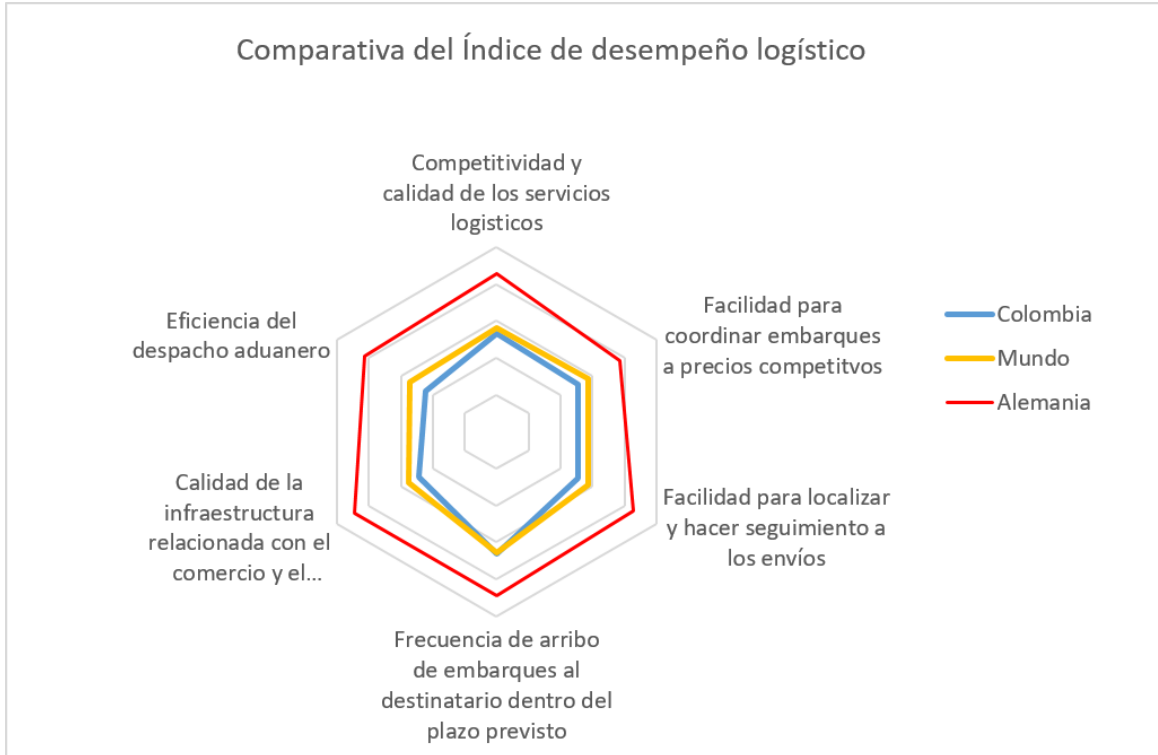 Comparativa del Índice de desempeño logístico
Competitividad y
calidad de los servicios
logisticos
Facilidad para
coordinar embarques
a precios competitvos
Facilidad para localizar
y hacer seguimiento a
los envíos
Frecuencia de arribo
de embarques al
destinatario dentro del
plazo previsto
Calidad de la
infraestructura
relacionada con el
comercio y el...
Eficiencia del
despacho aduanero
Colombia
Mundo
Alemania